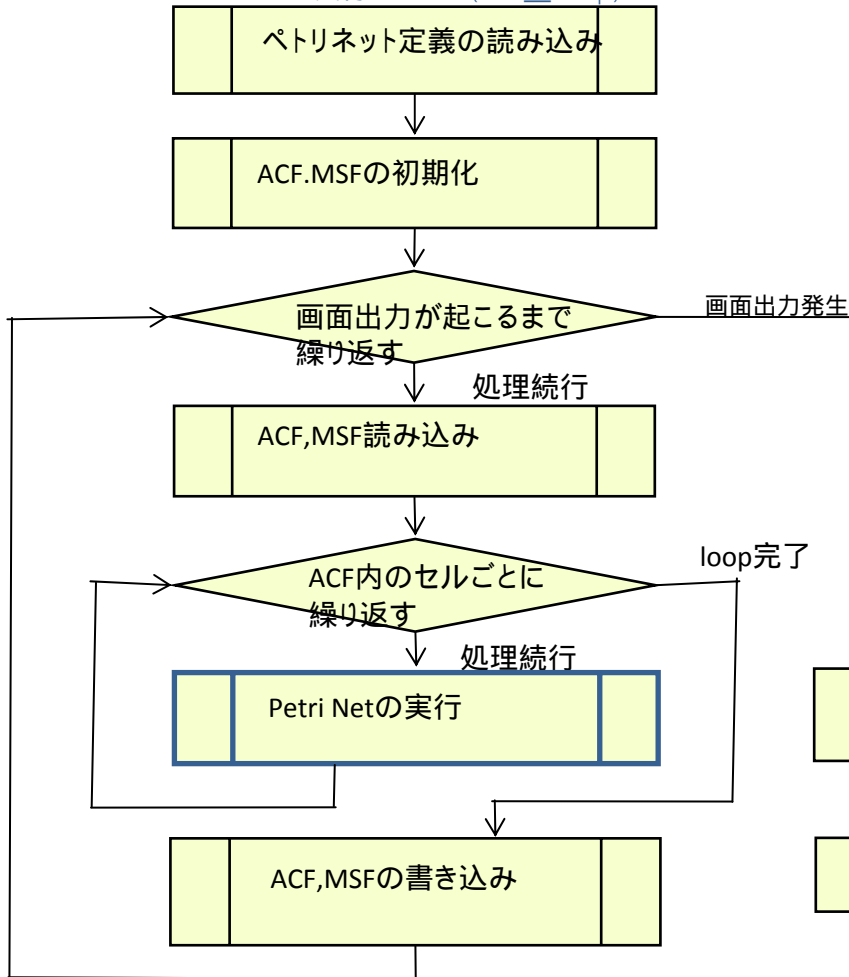 ペトリネット定義の読み込み
ACF.MSFの初期化
画面出力が起こるまで
繰り返す
画面出力発生
処理続行
ACF,MSF読み込み
loop完了
ACF内のセルごとに
繰り返す
処理続行
Petri Netの実行
ACF,MSFの書き込み